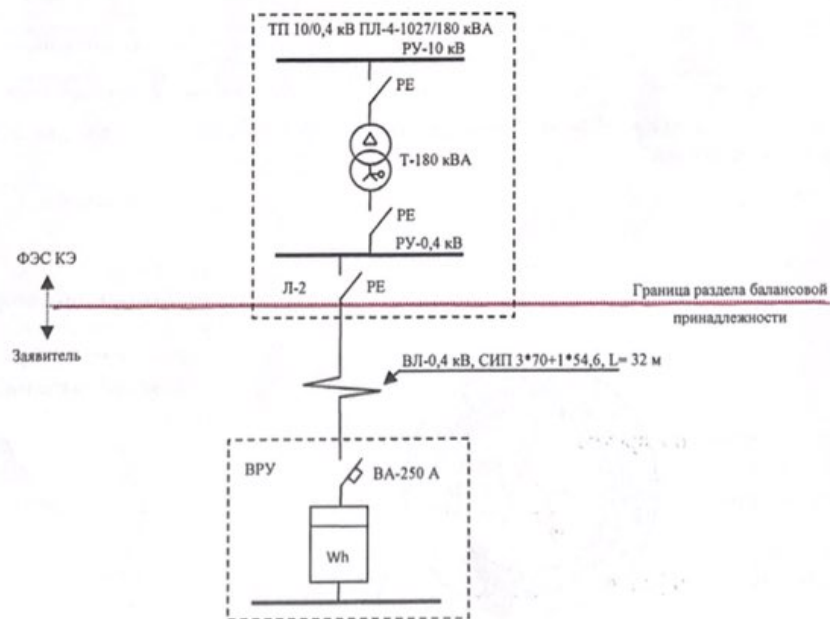 ТП 10/0,4 кВ ПЛ-4-1027/180 кВА
РУ-10 кВ
РЕ
Т-180 кВА
РЕ
РУ-0,4 кВ
ФЭС КЭ
Л-2
РЕ
Граница раздела балансовой
принадлежности
Заявитель
ВЛ-0,4 кВ, СИП 3*70+1*54,6, L= 32 м
ВРУ
ВА-250 А
Wh